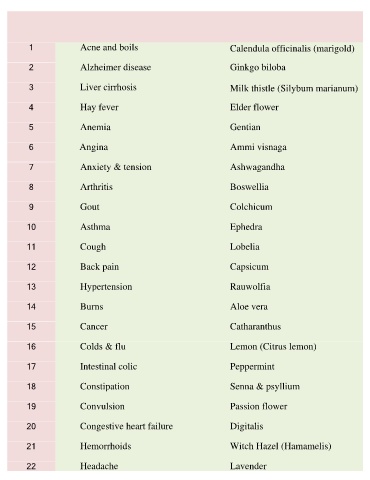 1 Acne and boils Calendula officinalis (marigold)
2 Alzheimer disease Ginkgo biloba
3 Liver cirrhosis Milk thistle (Silybum marianum)
4 Hay fever Elder flower
5 Anemia Gentian
6 Angina Ammi visnaga
7 Anxiety & tension Ashwagandha
8 Arthritis Boswellia
9 Gout Colchicum
10 Asthma Ephedra
11 Cough Lobelia
12 Back pain Capsicum
13 Hypertension Rauwolfia
14 Burns Aloe vera
15 Cancer Catharanthus
16 Colds & flu Lemon (Citrus lemon)
17 Intestinal colic Peppermint
18 Constipation Senna & psyllium
19 Convulsion Passion flower
20 Congestive heart failure Digitalis
21 Hemorrhoids Witch Hazel (Hamamelis)
22 Headache Lavender